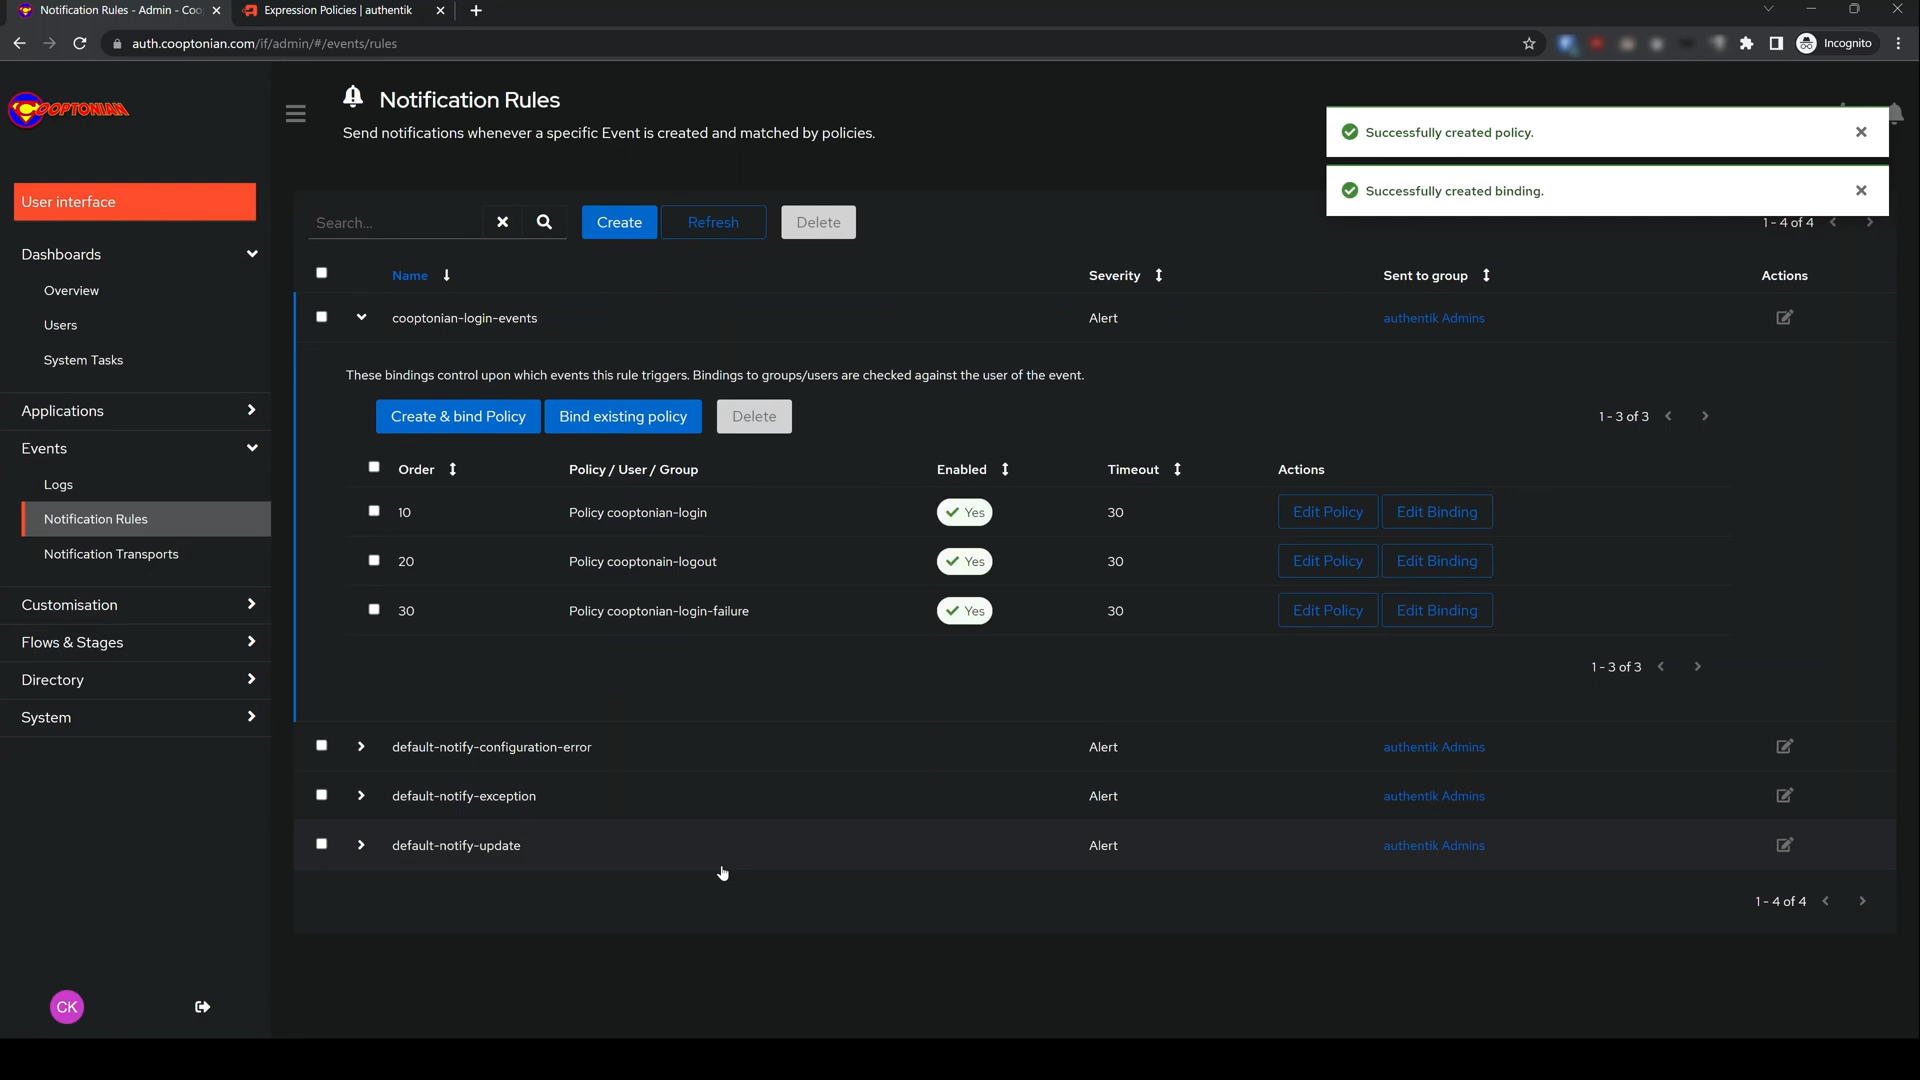 Notification Rules - Admin - Coo
Expression Policies | authentik
auth.cooptonian.com/if/admin/#/events/rules
Incognito
COOPTONIAN
Notification Rules
Send notifications whenever a specific Event is created and matched by policies.
Successfully created policy.
Successfully created binding.
User interface
Search...
Create
Refresh
Delete
1 - 4 of 4
Dashboards
Overview
Users
System Tasks
Applications
Events
Logs
Notification Rules
Notification Transports
Customisation
Flows & Stages
Directory
System
CK
Name
Severity
Sent to group
Actions
cooptonian-login-events
Alert
authentik Admins
These bindings control upon which events this rule triggers. Bindings to groups/users are checked against the user of the event.
Create & bind Policy
Bind existing policy
Delete
1 - 3 of 3
Order
Policy / User / Group
Enabled
Timeout
Actions
10
Policy cooptonian-login
Yes
30
Edit Policy
Edit Binding
20
Policy cooptonain-logout
Yes
30
Edit Policy
Edit Binding
30
Policy cooptonian-login-failure
Yes
30
Edit Policy
Edit Binding
1 - 3 of 3
default-notify-configuration-error
Alert
authentik Admins
default-notify-exception
Alert
authentik Admins
default-notify-update
Alert
authentik Admins
1 - 4 of 4